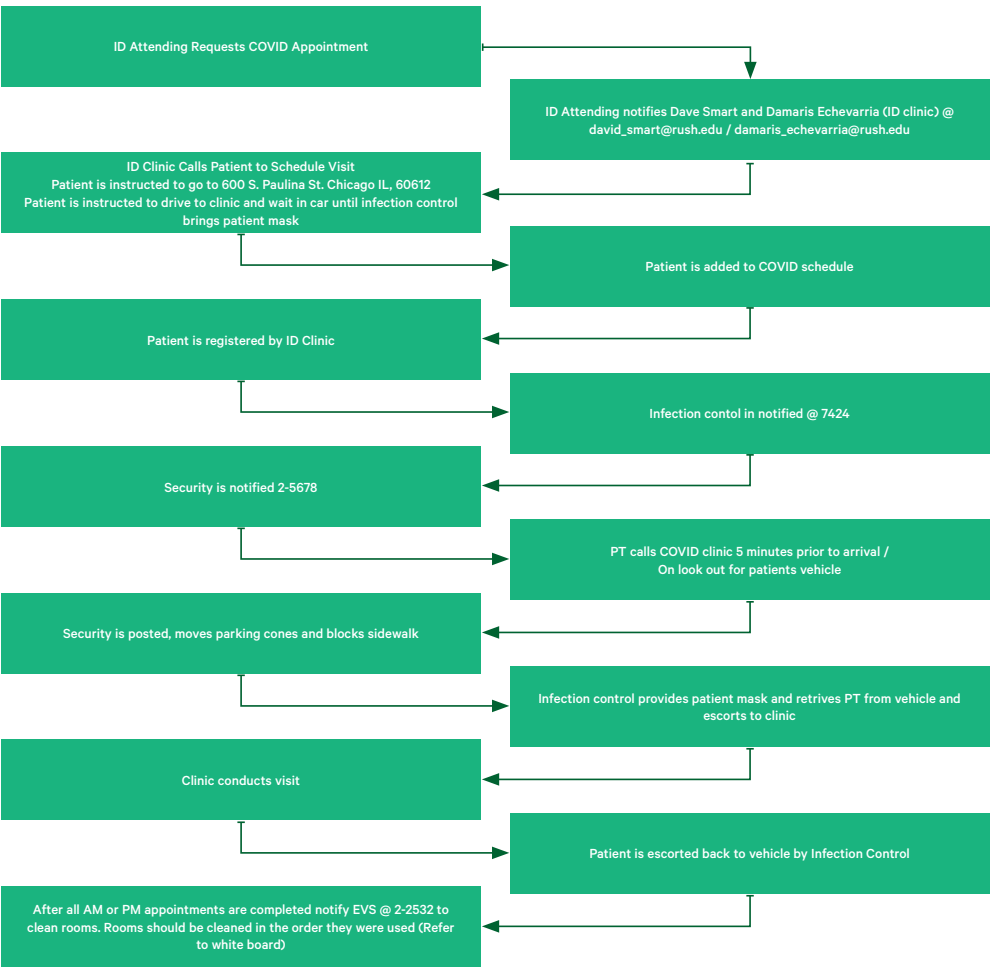 ID Attending Requests COVID Appointment
ID Attending notifies Dave Smart and Damaris Echevarria (ID clinic) @
david_smart@rush.edu / damaris_echevarria@rush.edu
ID Clinic Calls Patient to Schedule Visit
Patient is instructed to go to 600 S. Paulina St. Chicago IL, 60612
Patient is instructed to drive to clinic and wait in car until infection control
brings patient mask
Patient is added to COVID schedule
Patient is registered by ID Clinic
Infection contol in notified @ 7424
Security is notified 2-5678
PT calls COVID clinic 5 minutes prior to arrival /
On look out for patients vehicle
Security is posted, moves parking cones and blocks sidewalk
Infection control provides patient mask and retrives PT from vehicle and
escorts to clinic
Clinic conducts visit
Patient is escorted back to vehicle by Infection Control
After all AM or PM appointments are completed notify EVS @ 2-2532 to
clean rooms. Rooms should be cleaned in the order they were used (Refer
to white board)